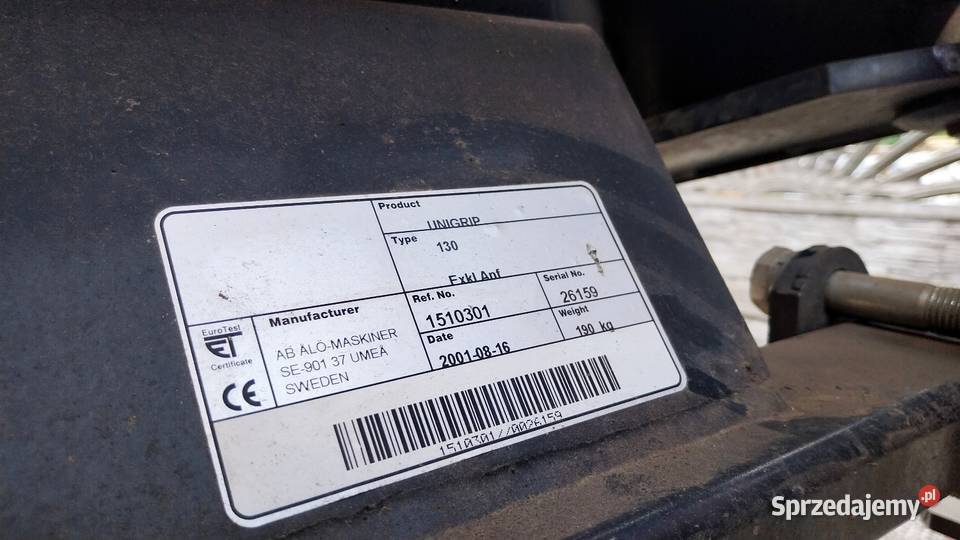 Product
UNIGRIP
Type
130
Exkl Anf
EuroTest
ET
Certificate
CE
Manufacturer
AB ÅLÖ-MASKINER
SE-901 37 UMEÅ
SWEDEN
Ref. No.
1510301
Serial No.
26159
Date
2001-08-16
Weight
190 kg
1510301//0026159
Sprzedajemy.pl